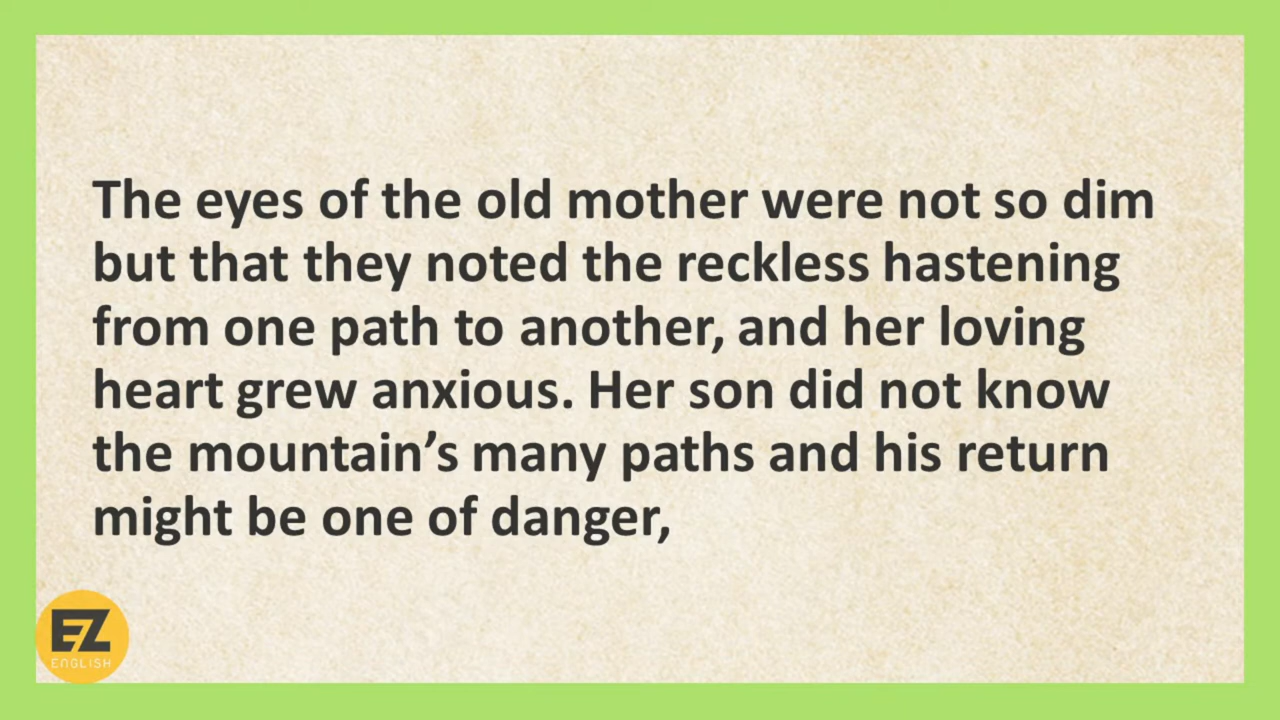 The eyes of the old mother were not so dim
but that they noted the reckless hastening
from one path to another, and her loving
heart grew anxious. Her son did not know
the mountain’s many paths and his return
might be one of danger,
EZ
ENGLISH